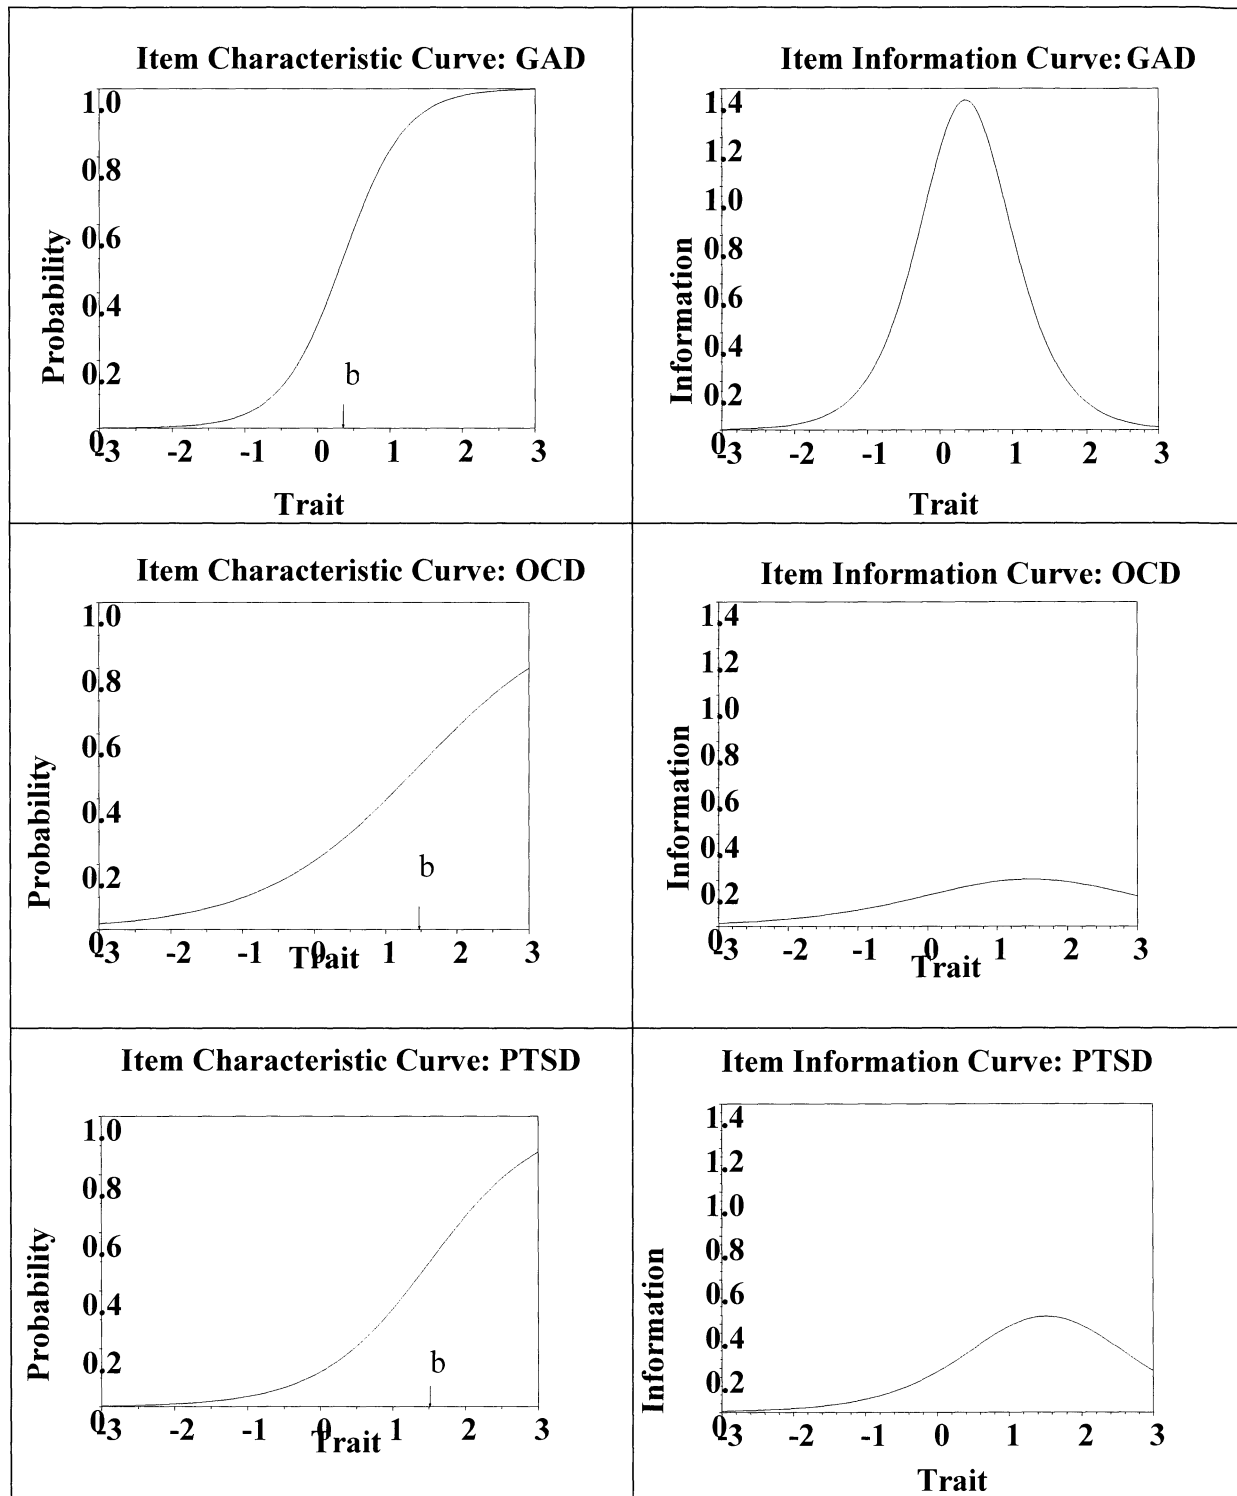 Item Characteristic Curve: GAD
1.0
0.8
0.6
0.4
0.2
0
Probability
b
-3 -2 -1 0 1 2 3
Trait
Item Information Curve: GAD
1.4
1.2
1.0
0.8
0.6
0.4
0.2
0
Information
-3 -2 -1 0 1 2 3
Trait
Item Characteristic Curve: OCD
1.0
0.8
0.6
0.4
0.2
0
Probability
b
-3 -2 -1 0 1 2 3
Trait
Item Information Curve: OCD
1.4
1.2
1.0
0.8
0.6
0.4
0.2
0
Information
-3 -2 -1 0 1 2 3
Trait
Item Characteristic Curve: PTSD
1.0
0.8
0.6
0.4
0.2
0
Probability
b
-3 -2 -1 0 1 2 3
Trait
Item Information Curve: PTSD
1.4
1.2
1.0
0.8
0.6
0.4
0.2
0
Information
-3 -2 -1 0 1 2 3
Trait